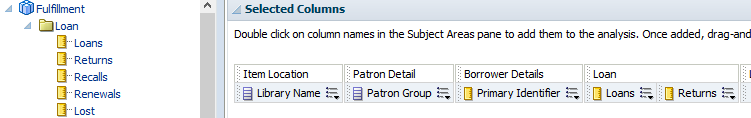 Fulfillment
Loan
Loans
Returns
Recalls
Renewals
Lost
Selected Columns
Double click on column names in the Subject Areas pane to add them to the analysis. Once added, drag-and
Item Location Patron Detail Borrower Details Loan
Library Name Patron Group Primary Identifier Loans Returns